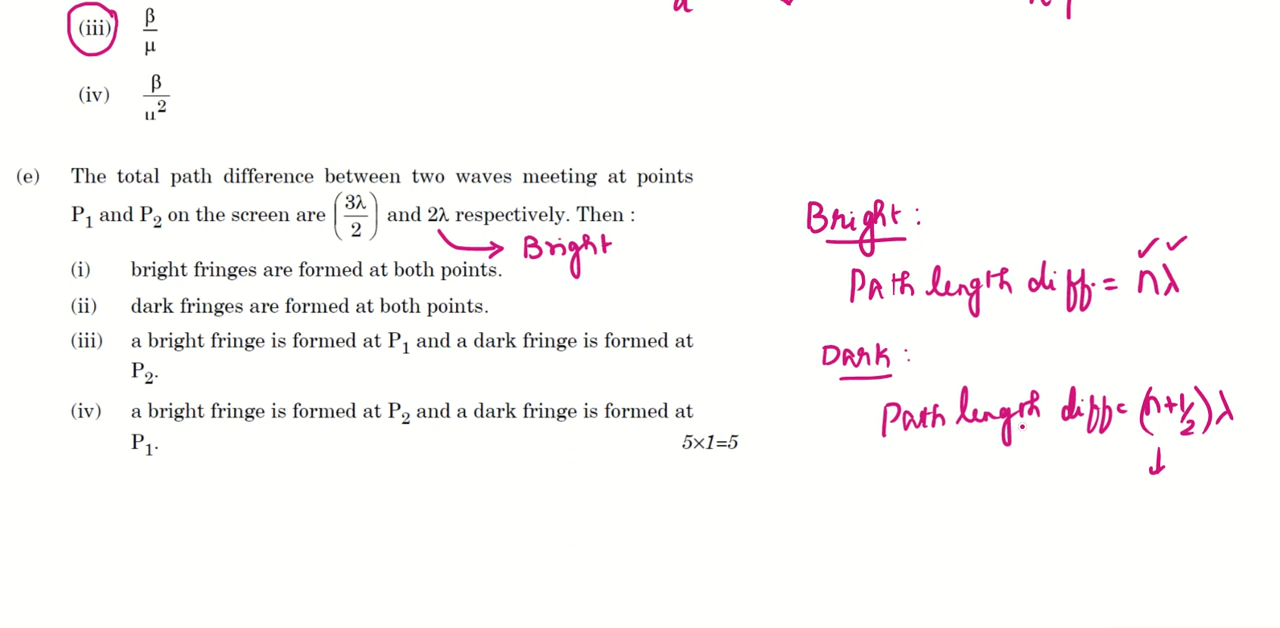 (iii) β/μ
(iv) β/μ²
(e) The total path difference between two waves meeting at points
P₁ and P₂ on the screen are (3λ/2) and 2λ respectively. Then :
Bright
(i) bright fringes are formed at both points.
(ii) dark fringes are formed at both points.
(iii) a bright fringe is formed at P₁ and a dark fringe is formed at
P₂.
(iv) a bright fringe is formed at P₂ and a dark fringe is formed at
P₁. 5×1=5
Bright :
Path length diff. = nλ
DARK :
Path length diff = (n+1/2)λ